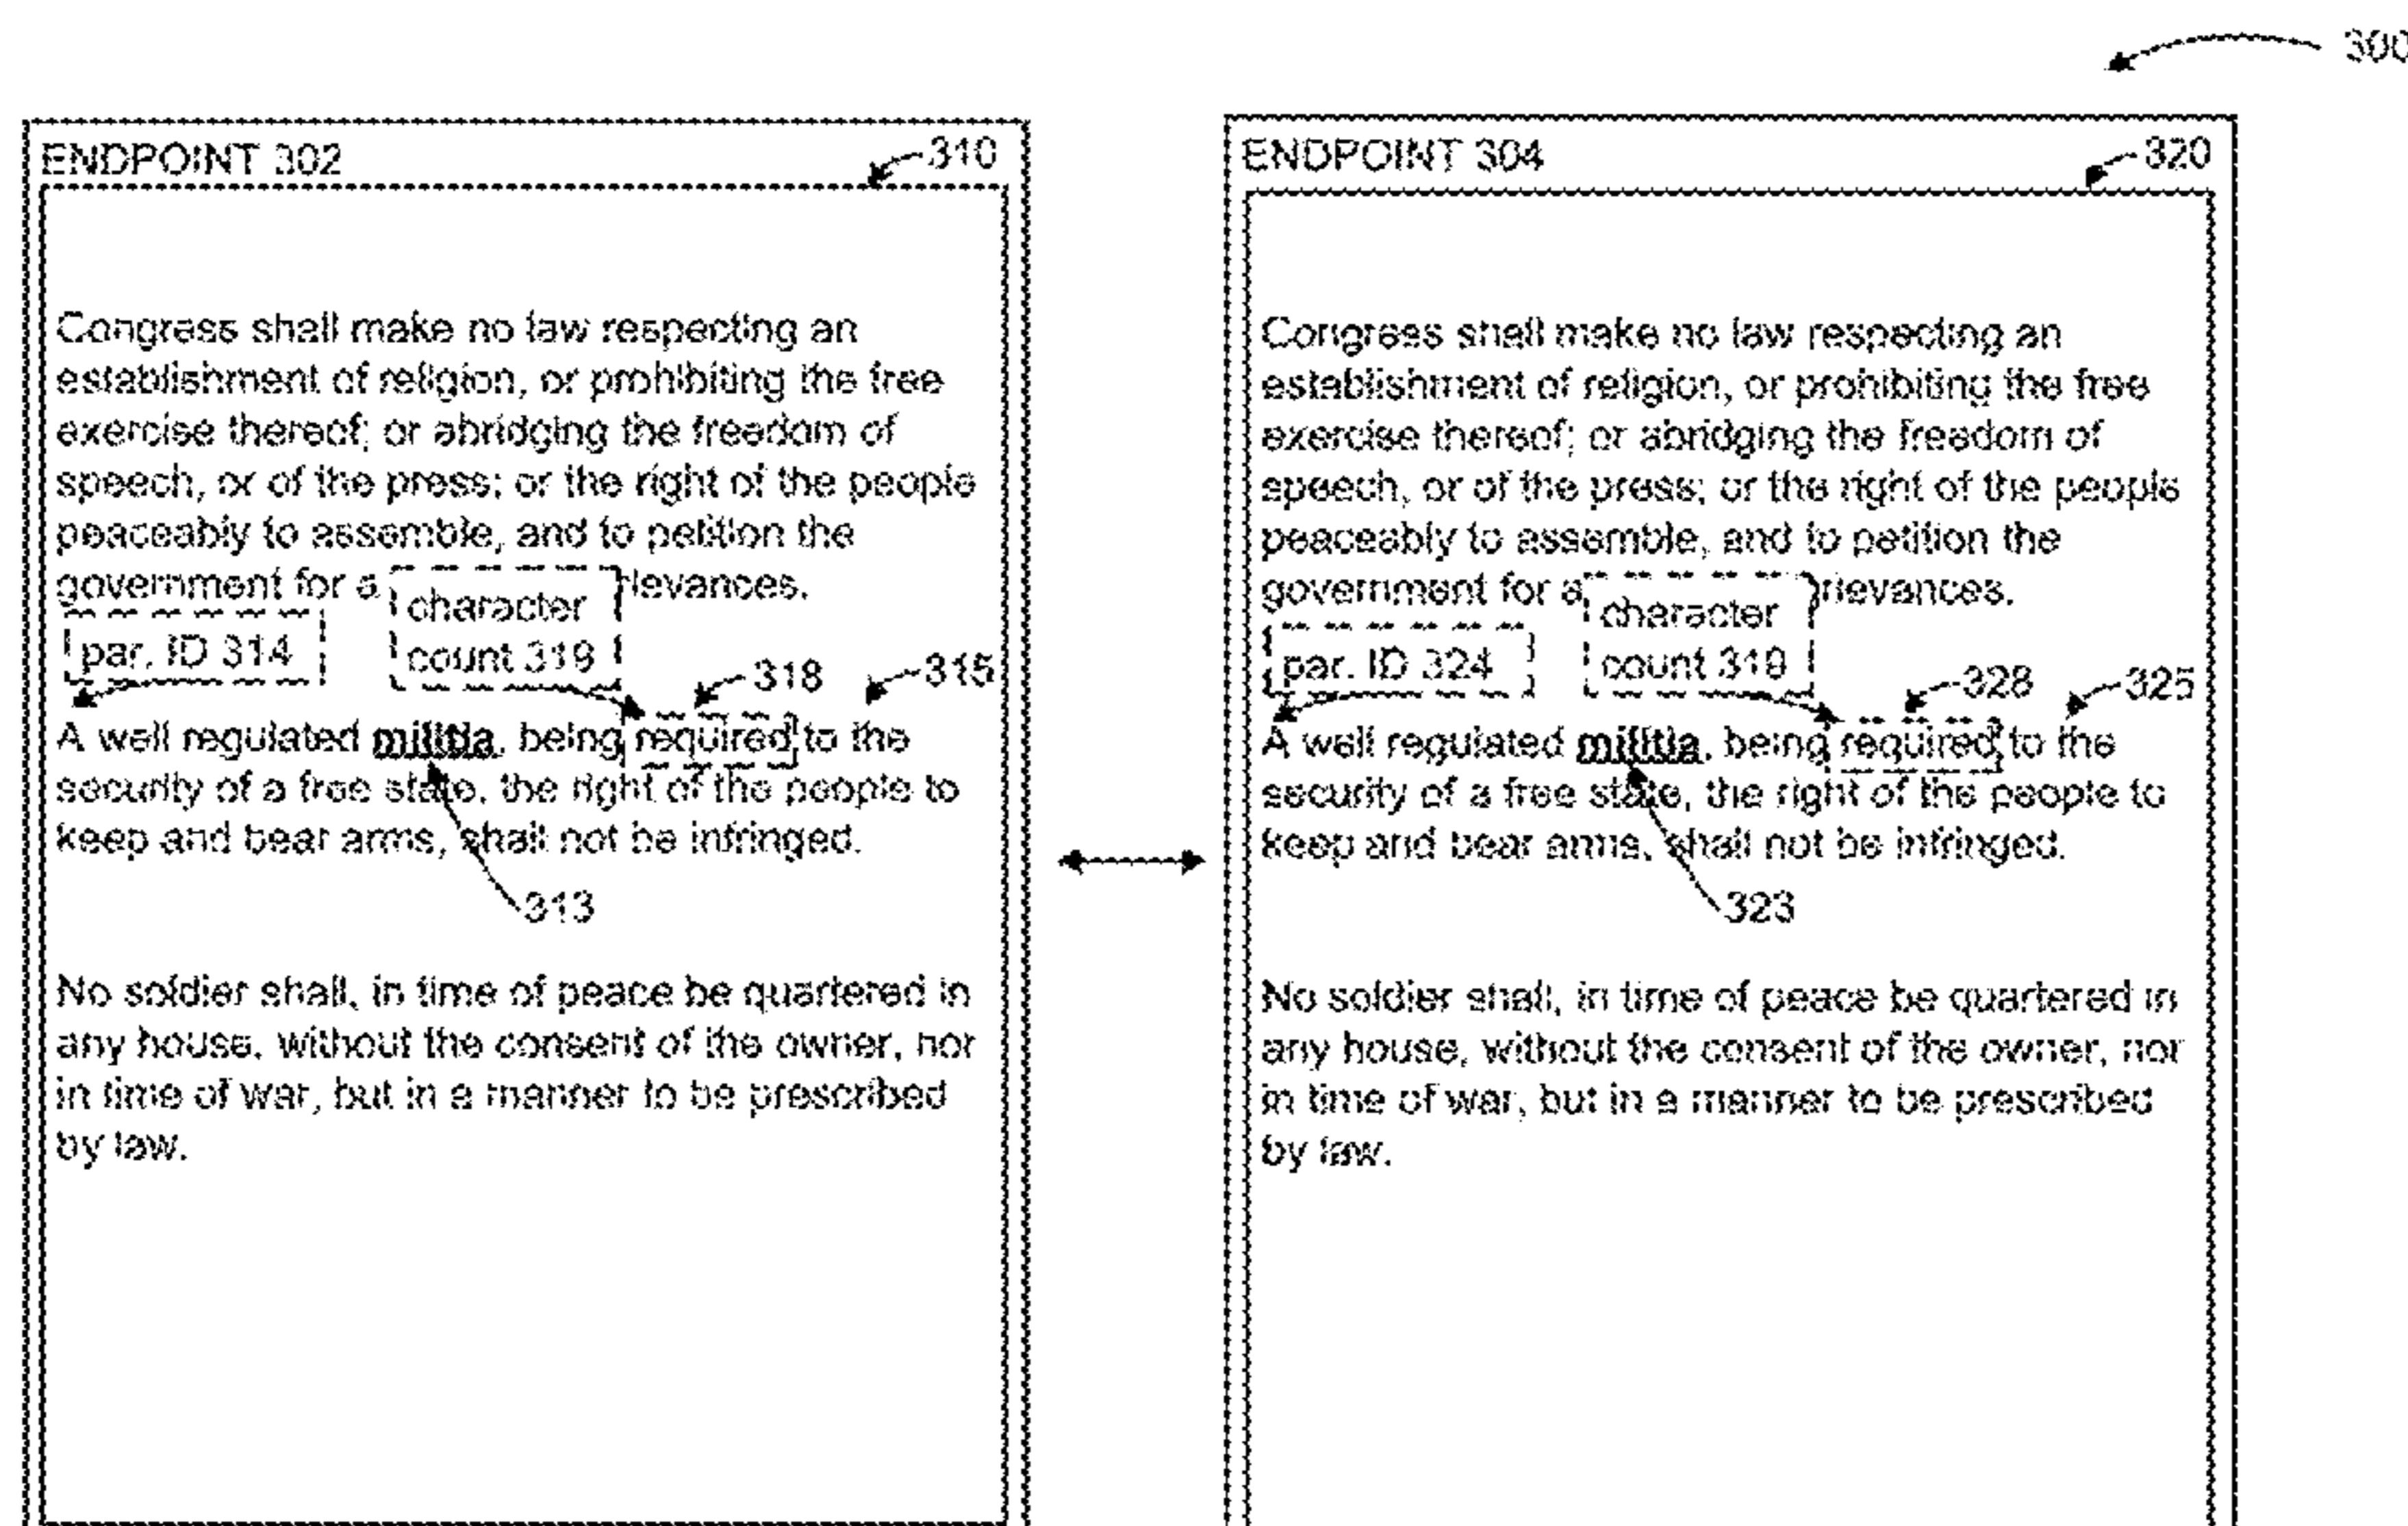 300
ENDPOINT 302
310
Congress shall make no law respecting an
establishment of religion, or prohibiting the free
exercise thereof; or abridging the freedom of
speech, or of the press; or the right of the people
peaceably to assemble, and to petition the
government for a rievances.
character
count 319
par. ID 314
318
315
A well regulated militia, being required to the
security of a free state, the right of the people to
keep and bear arms, shall not be infringed.
313
No soldier shall, in time of peace be quartered in
any house, without the consent of the owner, nor
in time of war, but in a manner to be prescribed
by law.
ENDPOINT 304
320
Congress shall make no law respecting an
establishment of religion, or prohibiting the free
exercise thereof; or abridging the freedom of
speech, or of the press; or the right of the people
peaceably to assemble, and to petition the
government for a rievances.
character
count 319
par. ID 324
328
325
A well regulated militia, being required to the
security of a free state, the right of the people to
keep and bear arms, shall not be infringed.
323
No soldier shall, in time of peace be quartered in
any house, without the consent of the owner, nor
in time of war, but in a manner to be prescribed
by law.